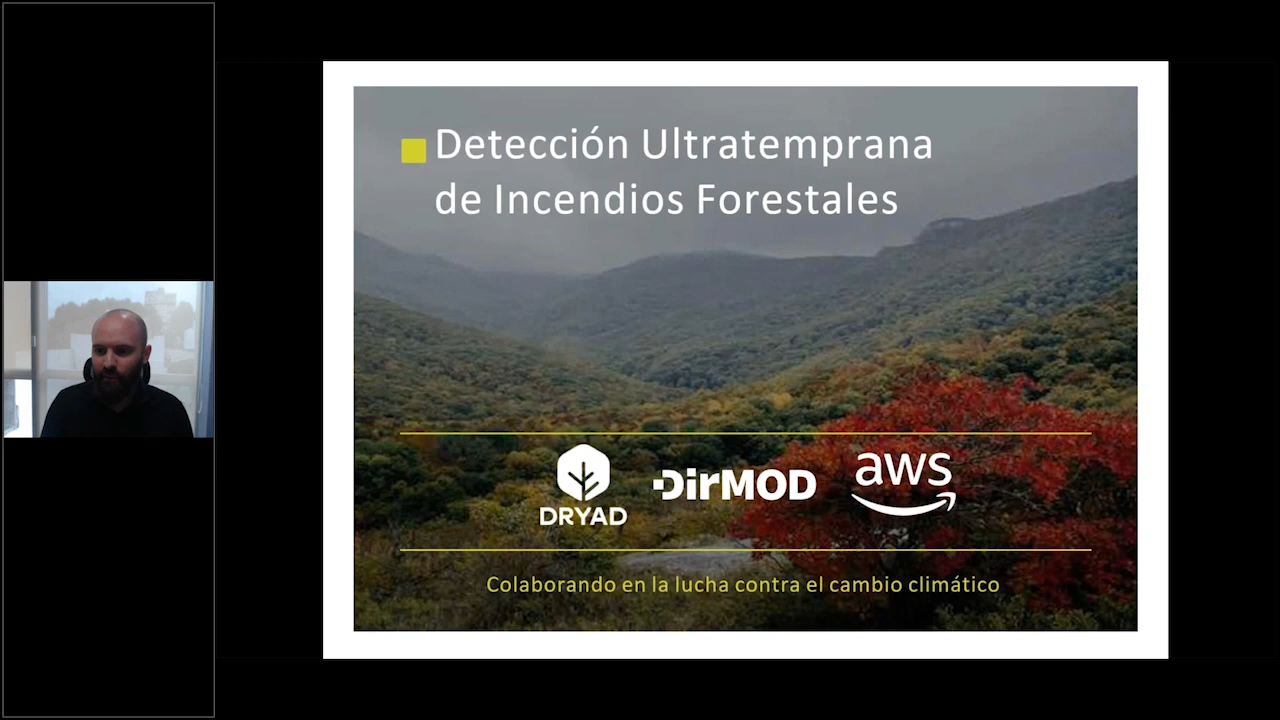 Detección Ultratemprana
de Incendios Forestales
DRYAD
DirMOD
aws
Colaborando en la lucha contra el cambio climático